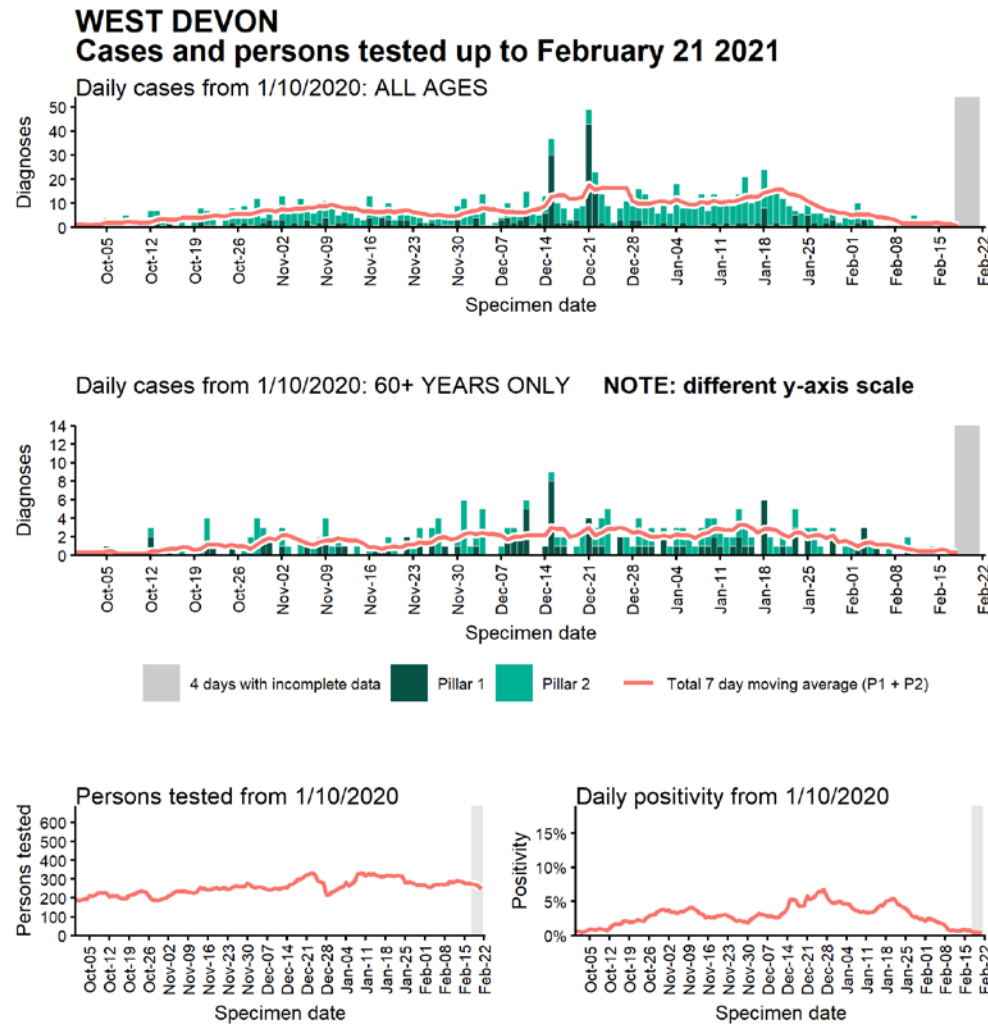 WEST DEVON
Cases and persons tested up to February 21 2021
Daily cases from 1/10/2020: ALL AGES
Diagnoses
50
40
30
20
10
0
Oct-05 Oct-12 Oct-19 Oct-26 Nov-02 Nov-09 Nov-16 Nov-23 Nov-30 Dec-07 Dec-14 Dec-21 Dec-28 Jan-04 Jan-11 Jan-18 Jan-25 Feb-01 Feb-08 Feb-15 Feb-22
Specimen date
Daily cases from 1/10/2020: 60+ YEARS ONLY NOTE: different y-axis scale
Diagnoses
14
12
10
8
6
4
2
0
Oct-05 Oct-12 Oct-19 Oct-26 Nov-02 Nov-09 Nov-16 Nov-23 Nov-30 Dec-07 Dec-14 Dec-21 Dec-28 Jan-04 Jan-11 Jan-18 Jan-25 Feb-01 Feb-08 Feb-15 Feb-22
Specimen date
4 days with incomplete data Pillar 1 Pillar 2 Total 7 day moving average (P1 + P2)
Persons tested from 1/10/2020
Persons tested
600
500
400
300
200
100
0
Oct-05 Oct-12 Oct-19 Oct-26 Nov-02 Nov-09 Nov-16 Nov-23 Nov-30 Dec-07 Dec-14 Dec-21 Dec-28 Jan-04 Jan-11 Jan-18 Jan-25 Feb-01 Feb-08 Feb-15 Feb-22
Specimen date
Daily positivity from 1/10/2020
Positivity
15%
10%
5%
0%
Oct-05 Oct-12 Oct-19 Oct-26 Nov-02 Nov-09 Nov-16 Nov-23 Nov-30 Dec-07 Dec-14 Dec-21 Dec-28 Jan-04 Jan-11 Jan-18 Jan-25 Feb-01 Feb-08 Feb-15 Feb-22
Specimen date